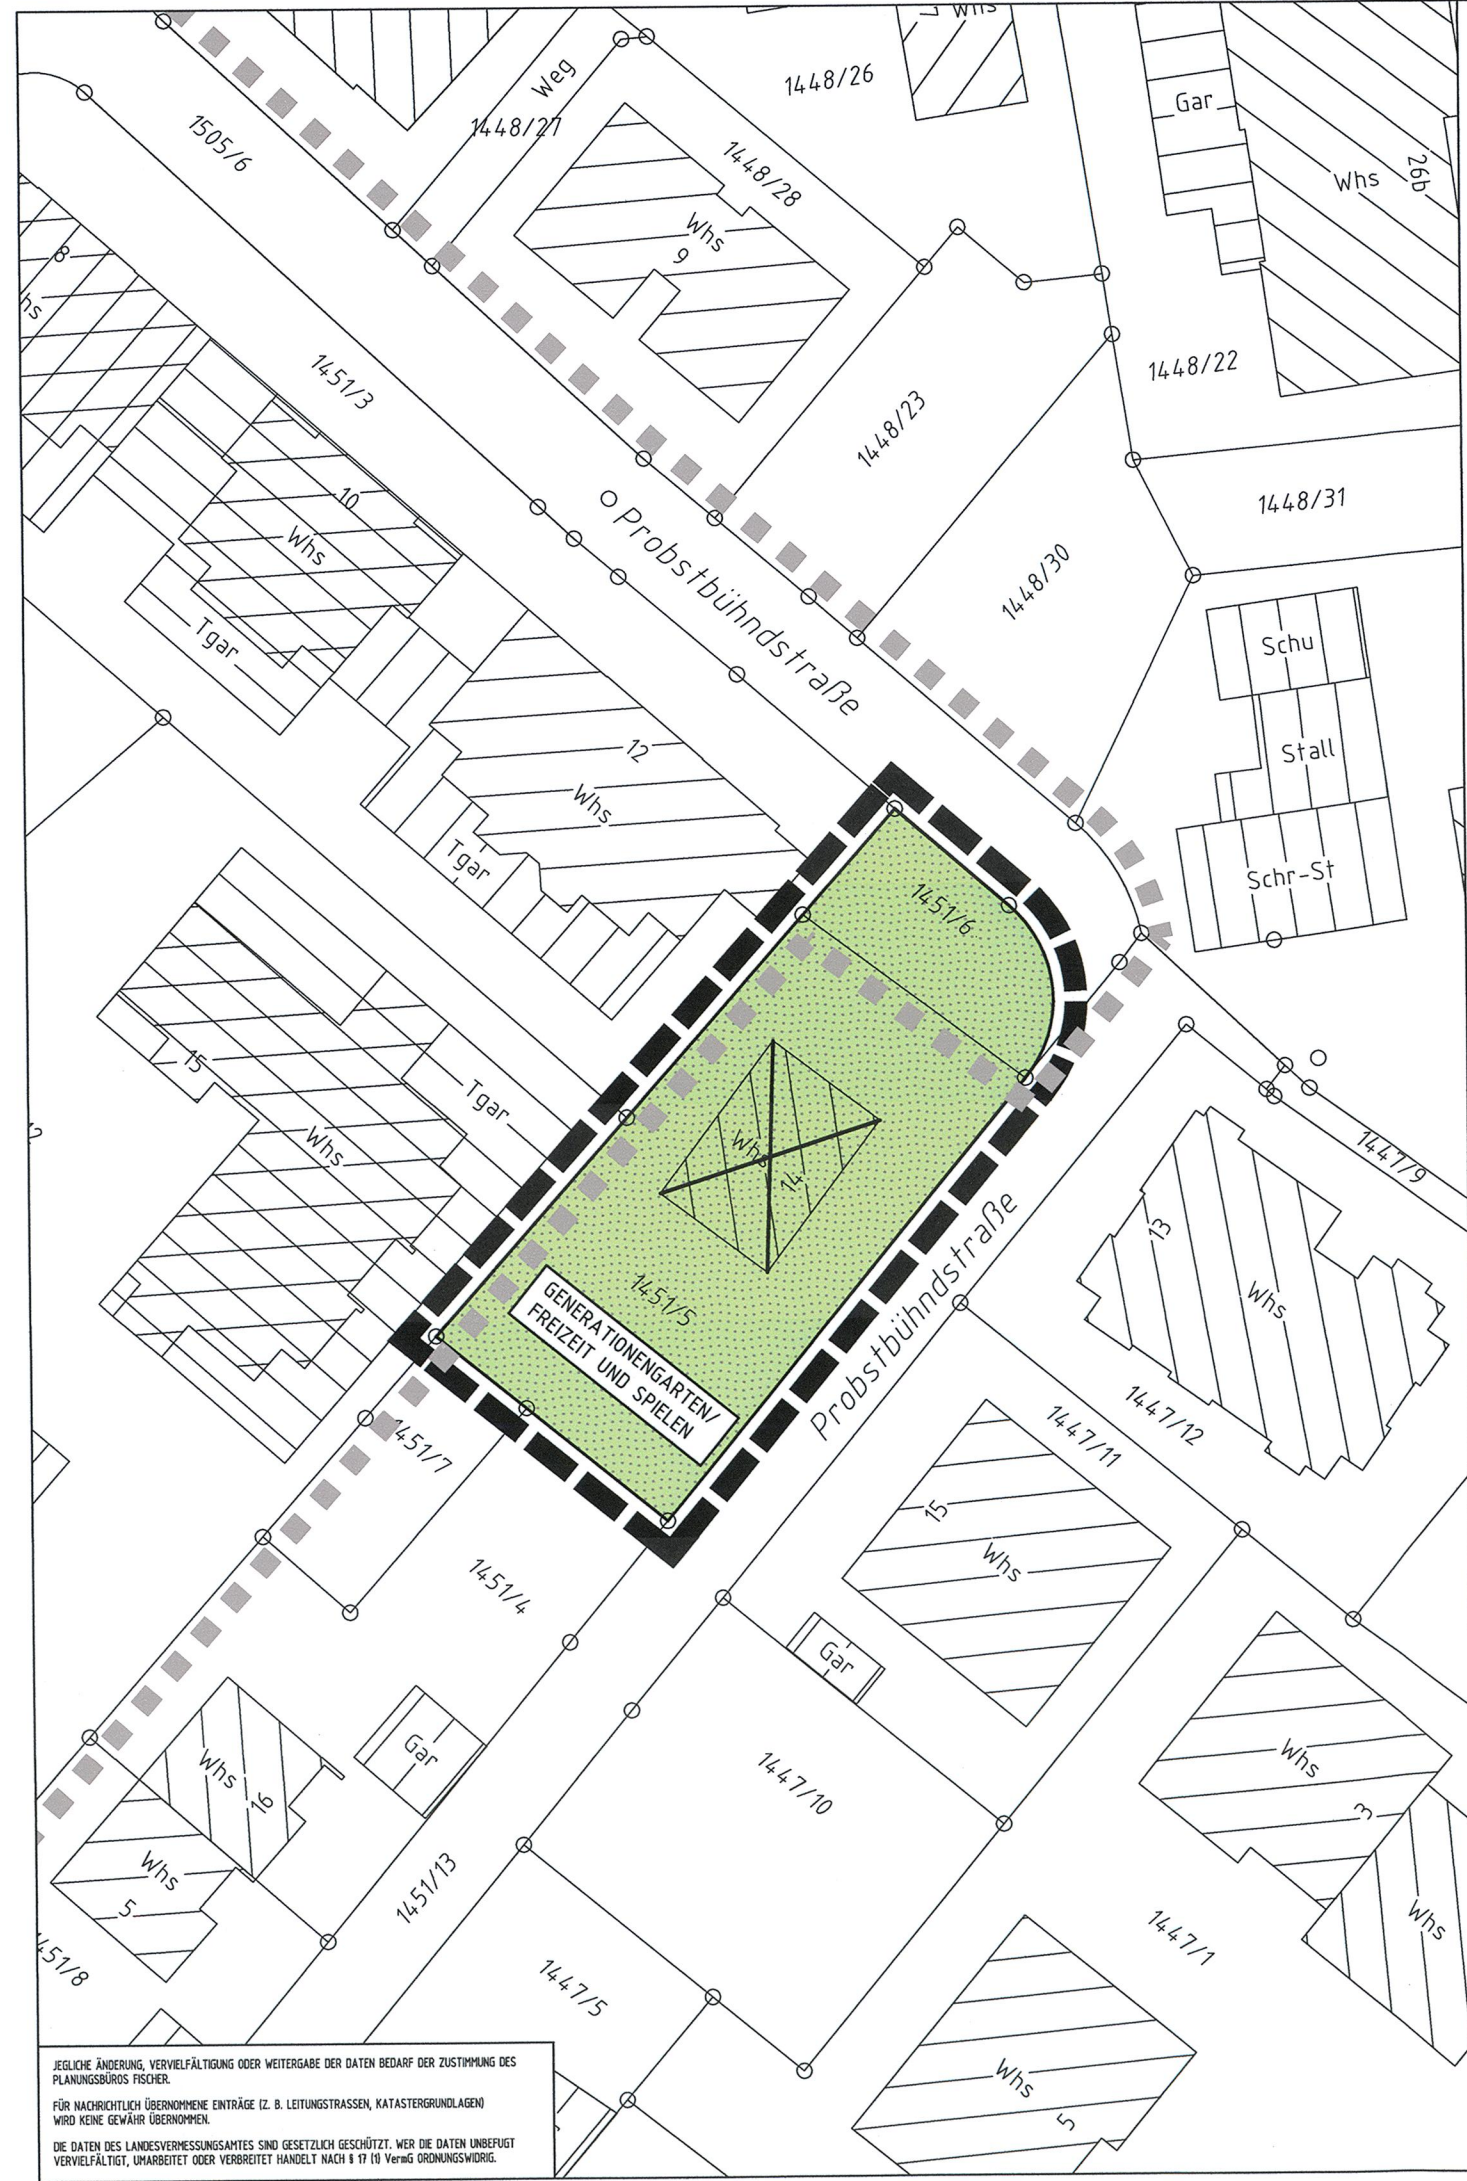 Whs
7
1448/26
Weg
1448/27
Gar
1505/6
1448/28
Whs
26b
Whs
9
8
1451/3
1448/22
1448/23
10
Whs
1448/31
Probstbühndstraße
1448/30
Tgar
Schu
12
Whs
Stall
Tgar
Schr-St
1451/6
15
Whs
Tgar
Whs
14
1447/9
13
Whs
Probstbühndstraße
1451/5
GENERATIONENGARTEN/
FREIZEIT UND SPIELEN
1451/7
1447/12
1447/11
15
Whs
1451/4
Gar
Whs
3
Gar
Whs
16
1447/10
Whs
5
1451/13
Whs
1447/1
1451/8
1447/5
Whs
5
JEGLICHE ÄNDERUNG, VERVIELFÄLTIGUNG ODER WEITERGABE DER DATEN BEDARF DER ZUSTIMMUNG DES
PLANUNGSBÜROS FISCHER.
FÜR NACHRICHTLICH ÜBERNOMMENE EINTRÄGE (Z. B. LEITUNGSTRASSEN, KATASTERGRUNDLAGEN)
WIRD KEINE GEWÄHR ÜBERNOMMEN.
DIE DATEN DES LANDESVERMESSUNGSAMTES SIND GESETZLICH GESCHÜTZT. WER DIE DATEN UNBEFUGT
VERVIELFÄLTIGT, UMARBEITET ODER VERBREITET HANDELT NACH § 17 (1) VermG ORDNUNGSWIDRIG.